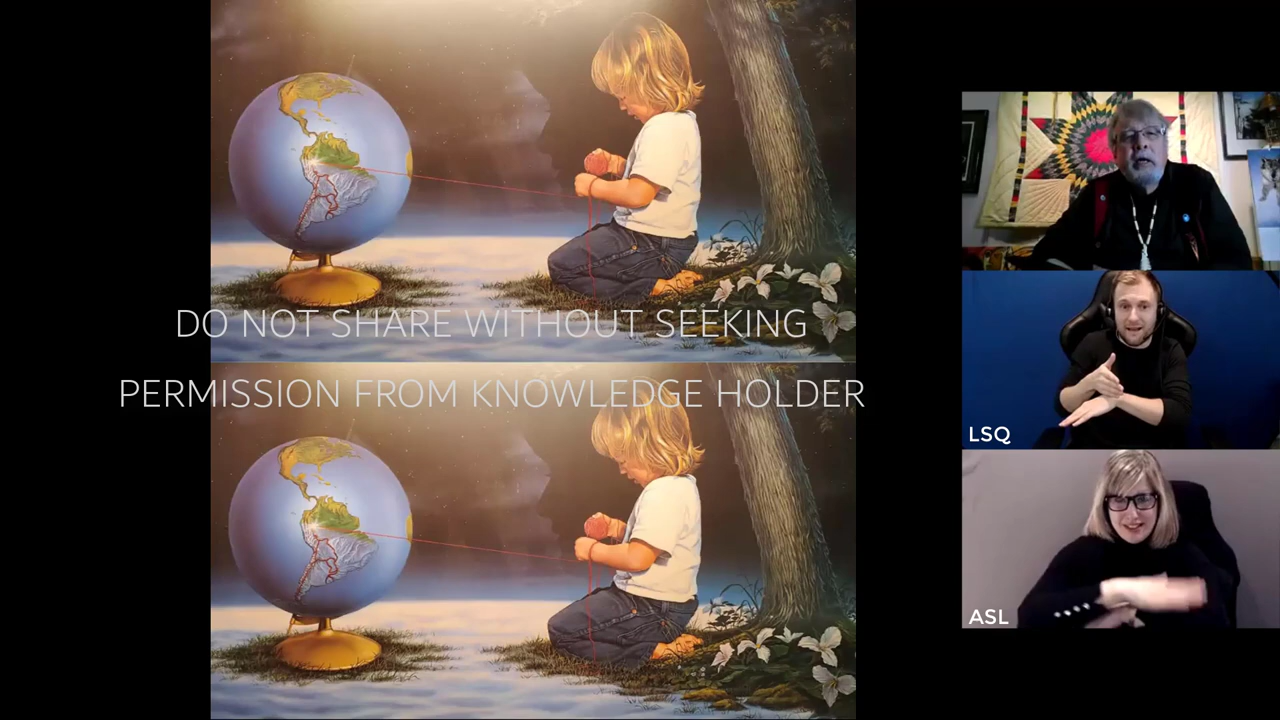 DO NOT SHARE WITHOUT SEEKING
PERMISSION FROM KNOWLEDGE HOLDER
LSQ
ASL